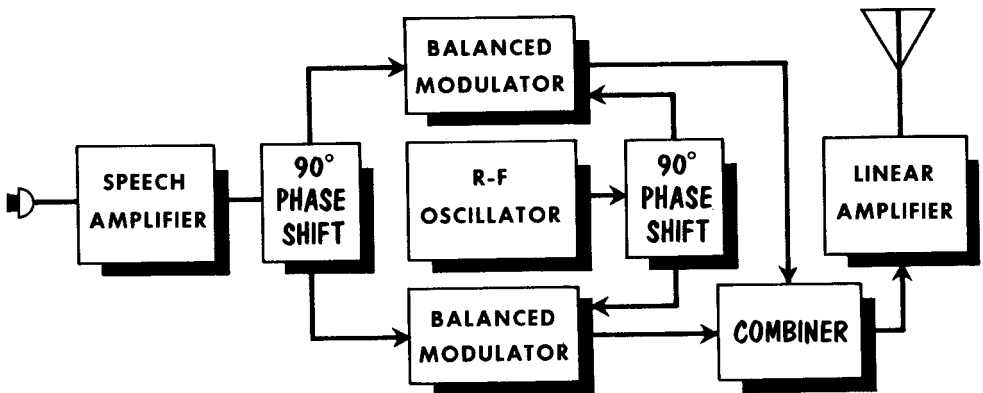 BALANCED
MODULATOR
SPEECH
AMPLIFIER
90°
PHASE
SHIFT
R-F
OSCILLATOR
90°
PHASE
SHIFT
LINEAR
AMPLIFIER
BALANCED
MODULATOR
COMBINER